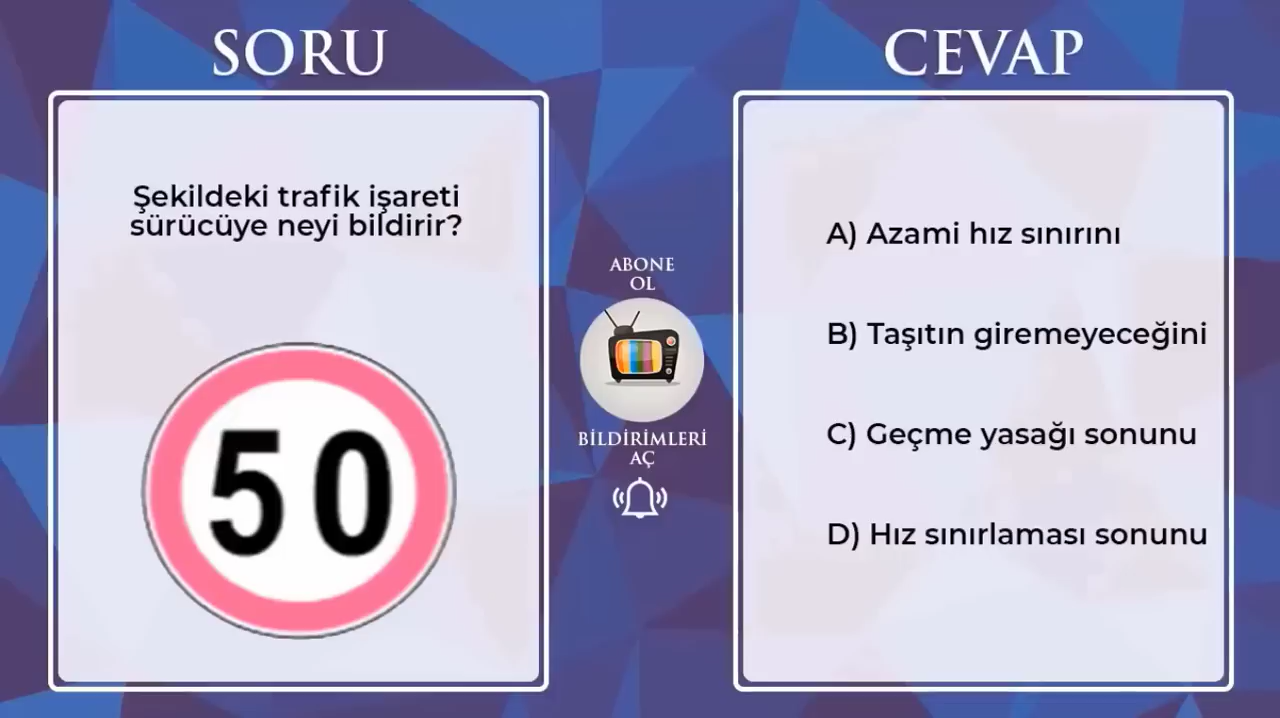 SORU
Şekildeki trafik işareti
sürücüye neyi bildirir?
50
ABONE
OL
BİLDİRİMLERİ
AÇ
CEVAP
A) Azami hız sınırını
B) Taşıtın giremeyeceğini
C) Geçme yasağı sonunu
D) Hız sınırlaması sonunu